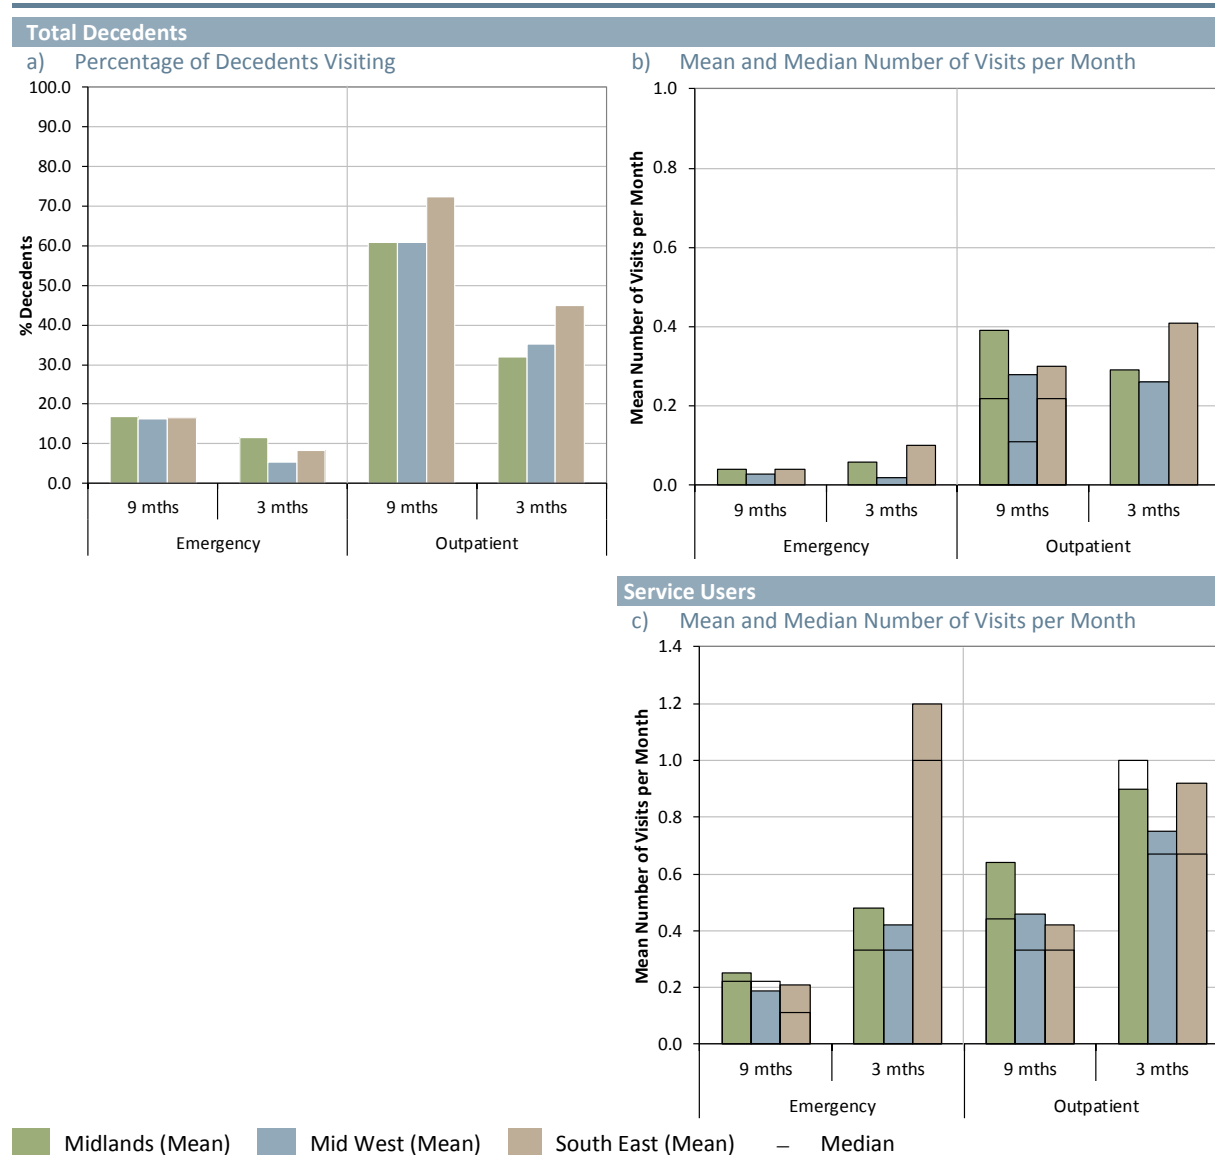 Total Decedents
a) Percentage of Decedents Visiting
100.0
90.0
80.0
70.0
60.0
50.0
40.0
30.0
20.0
10.0
0.0
% Decedents
9 mths 3 mths 9 mths 3 mths
Emergency Outpatient
b) Mean and Median Number of Visits per Month
1.0
0.8
0.6
0.4
0.2
0.0
Mean Number of Visits per Month
9 mths 3 mths 9 mths 3 mths
Emergency Outpatient
Service Users
c) Mean and Median Number of Visits per Month
1.4
1.2
1.0
0.8
0.6
0.4
0.2
0.0
Mean Number of Visits per Month
9 mths 3 mths 9 mths 3 mths
Emergency Outpatient
Midlands (Mean) Mid West (Mean) South East (Mean) – Median